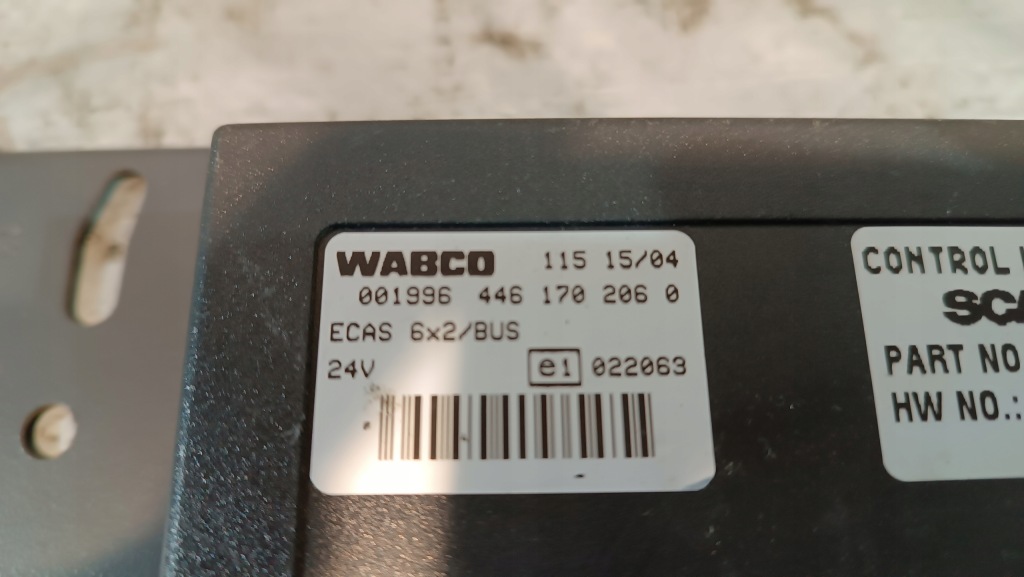 WABCO 115 15/04
001996 446 170 206 0
ECAS 6x2/BUS
24V e1 022063
CONTROL
PART NO
HW NO.: